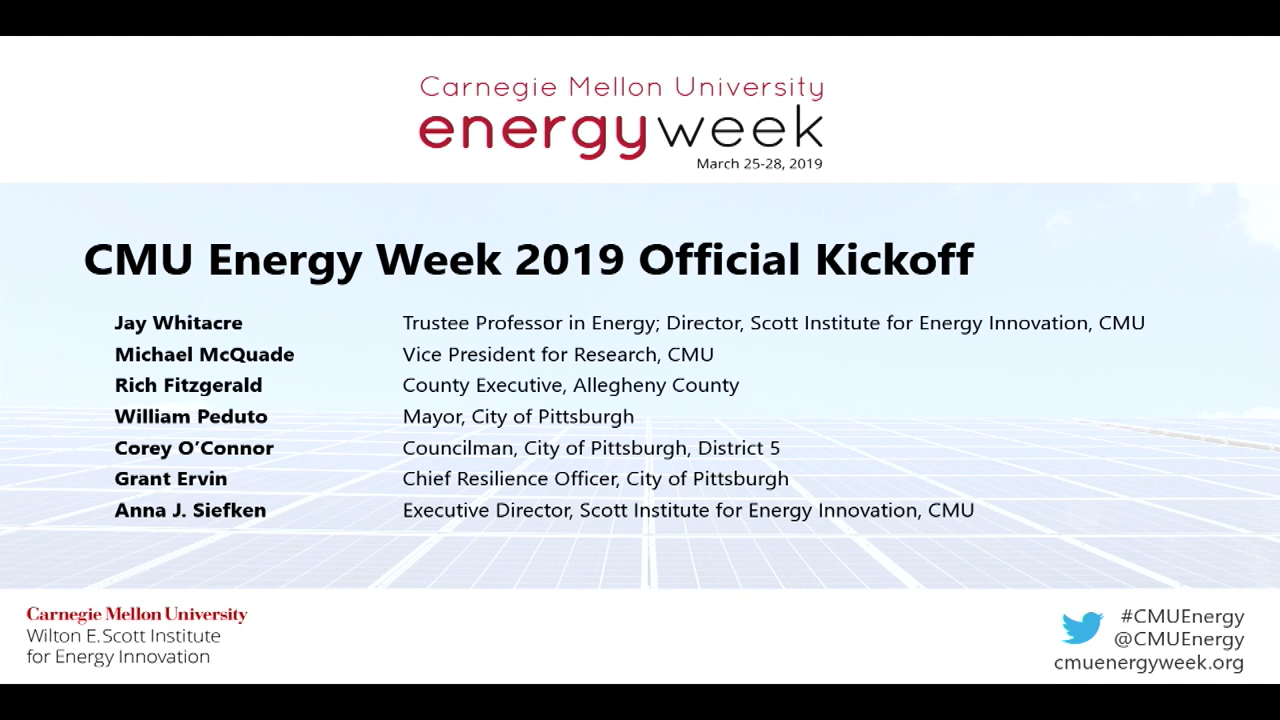 Carnegie Mellon University
energyweek
March 25-28, 2019
CMU Energy Week 2019 Official Kickoff
Jay Whitacre Trustee Professor in Energy; Director, Scott Institute for Energy Innovation, CMU
Michael McQuade Vice President for Research, CMU
Rich Fitzgerald County Executive, Allegheny County
William Peduto Mayor, City of Pittsburgh
Corey O’Connor Councilman, City of Pittsburgh, District 5
Grant Ervin Chief Resilience Officer, City of Pittsburgh
Anna J. Siefken Executive Director, Scott Institute for Energy Innovation, CMU
Carnegie Mellon University
Wilton E. Scott Institute
for Energy Innovation
#CMUEnergy
@CMUEnergy
cmuenergyweek.org